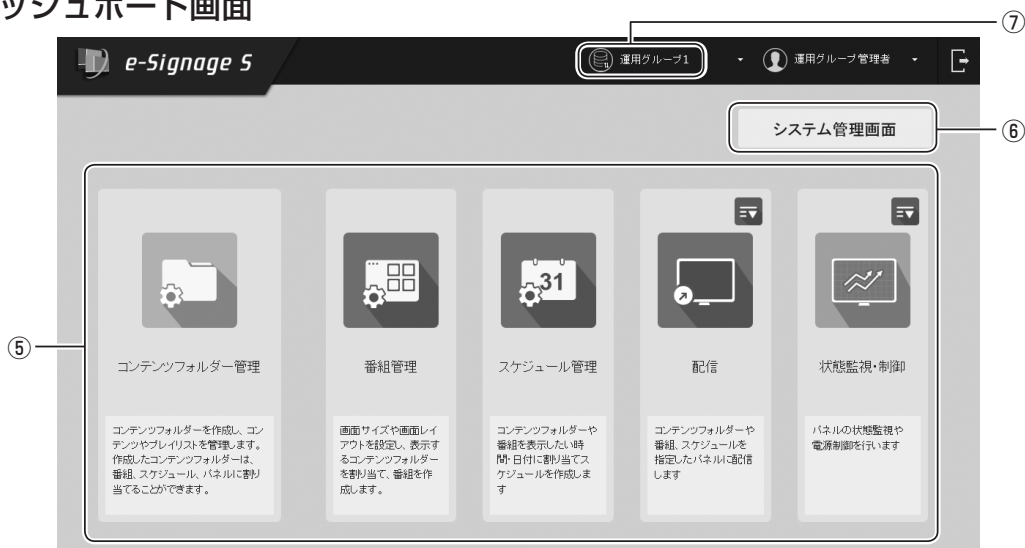 ッシュボード画面
⑦
e-Signage S
運用グループ1
運用グループ管理者
システム管理画面
⑥
31
⑤
コンテンツフォルダー管理
番組管理
スケジュール管理
配信
状態監視・制御
コンテンツフォルダーを作成し、コン
テンツやプレイリストを管理します。
作成したコンテンツフォルダーは、
番組、スケジュール、パネルに割り
当てることができます。
画面サイズや画面レイ
アウトを設定し、表示す
るコンテンツフォルダー
を割り当て、番組を作
成します。
コンテンツフォルダーや
番組を表示したい時
間・日付に割り当てス
ケジュールを作成しま
す
コンテンツフォルダーや
番組、スケジュールを
指定したパネルに配信
します
パネルの状態監視や
電源制御を行います